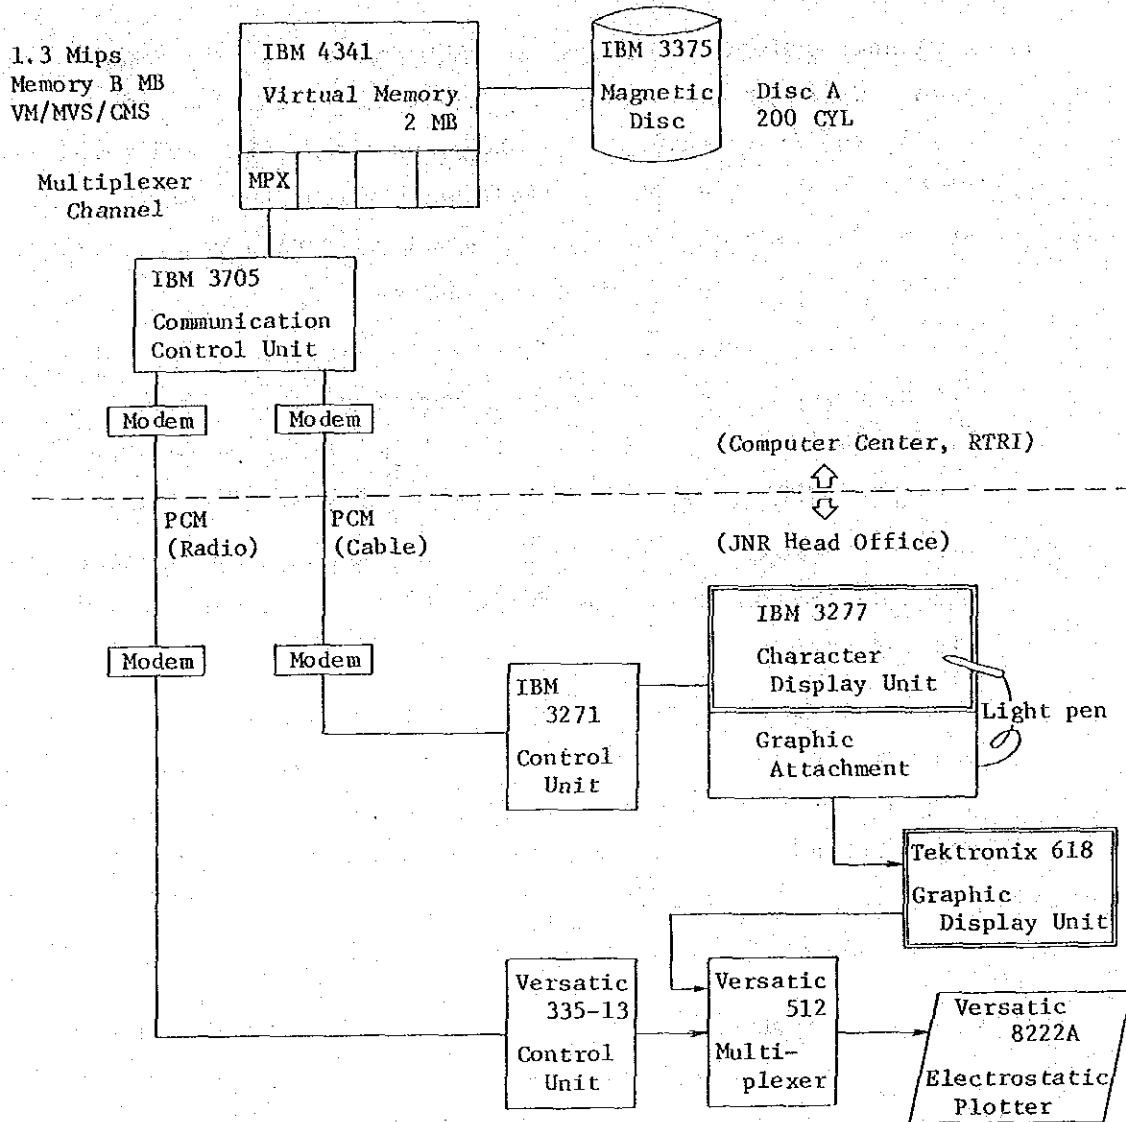 1.3 Mips
Memory B MB
VM/MVS/CMS
IBM 4341
Virtual Memory
2 MB
IBM 3375
Magnetic
Disc
Disc A
200 CYL
Multiplexer
Channel
MPX
IBM 3705
Communication
Control Unit
Modem
Modem
(Computer Center, RTRI)
PCM
(Radio)
PCM
(Cable)
(JNR Head Office)
Modem
Modem
IBM
3271
Control
Unit
IBM 3277
Character
Display Unit
Light pen
Graphic
Attachment
Tektronix 618
Graphic
Display Unit
Versatic
335-13
Control
Unit
Versatic
512
Multi-
plexer
Versatic
8222A
Electrostatic
Plotter